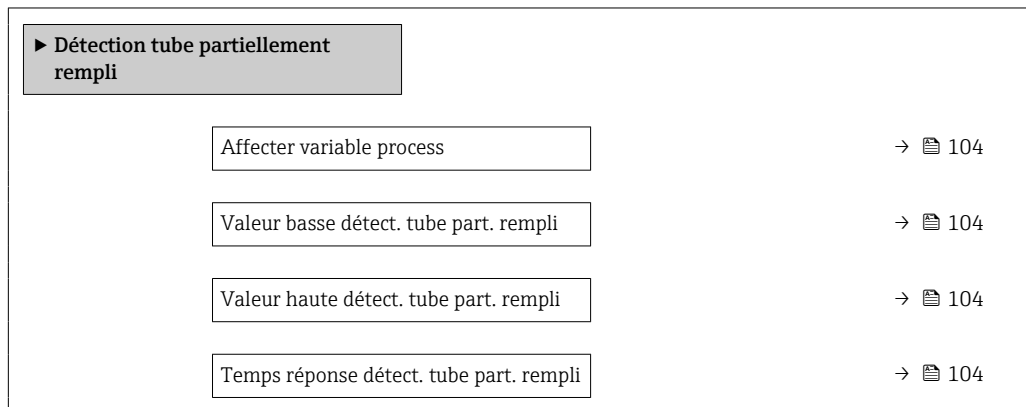 ▶ Détection tube partiellement
rempli
Affecter variable process → 104
Valeur basse détect. tube part. rempli → 104
Valeur haute détect. tube part. rempli → 104
Temps réponse détect. tube part. rempli → 104